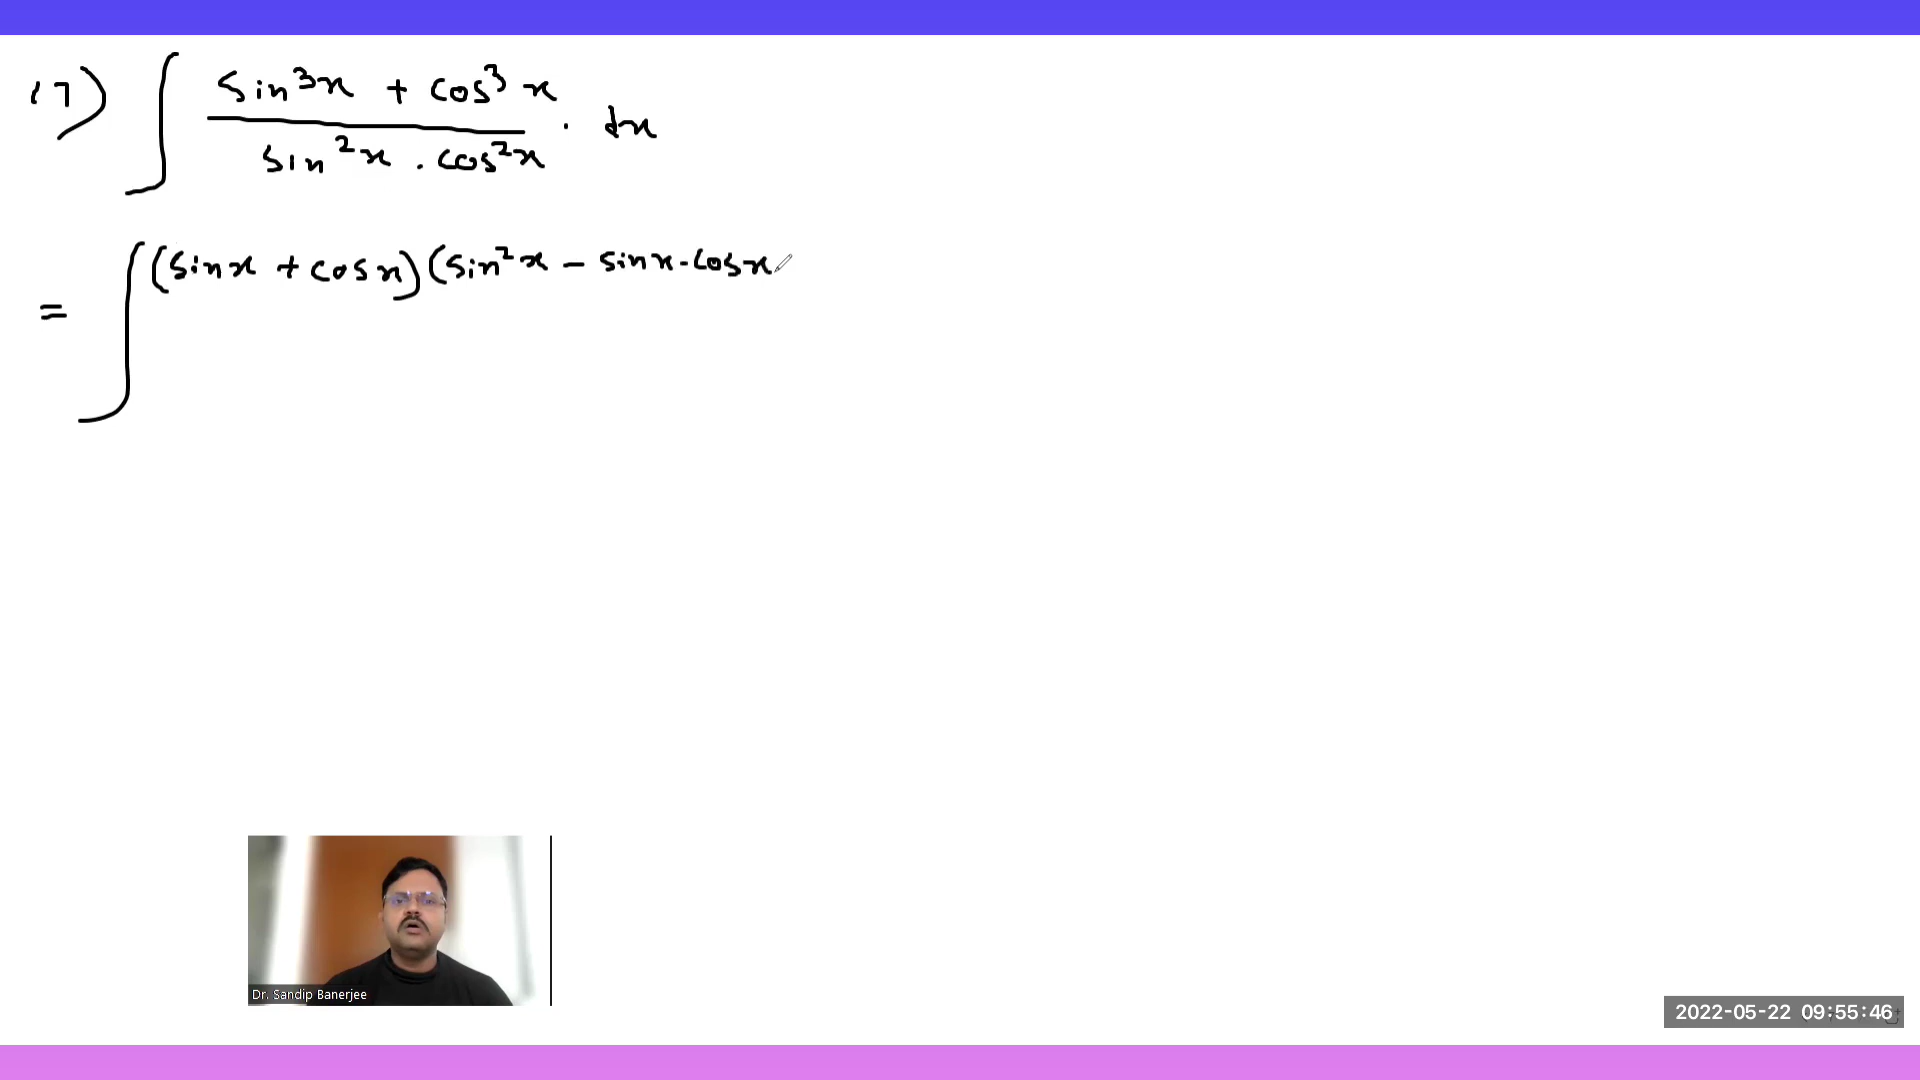 17) ∫ sin³x + cos³x / sin²x . cos²x . dx
= ∫ (sinx + cosx)(sin²x - sinx.cosx
Dr. Sandip Banerjee
2022-05-22 09:55:46